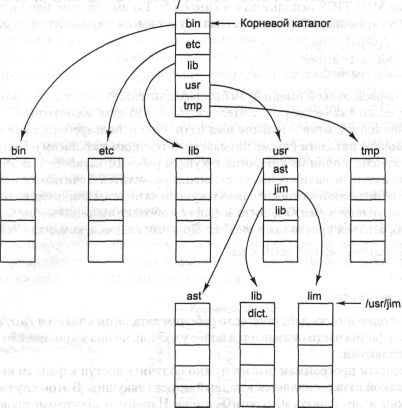 /
bin
Корневой каталог
etc
lib
usr
tmp
bin
etc
lib
usr
tmp
ast
jim
lib
ast
lib
lim
dict.
/usr/jim